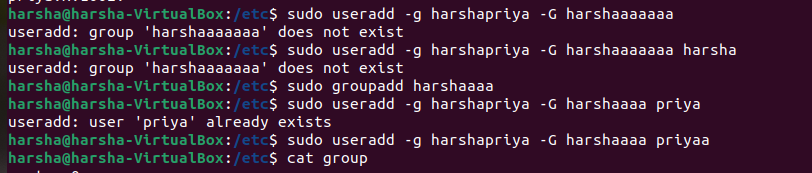 harsha@harsha-VirtualBox:/etc$ sudo useradd -g harshapriya -G harshaaaaaaa
useradd: group 'harshaaaaaaa' does not exist
harsha@harsha-VirtualBox:/etc$ sudo useradd -g harshapriya -G harshaaaaaaa harsha
useradd: group 'harshaaaaaaa' does not exist
harsha@harsha-VirtualBox:/etc$ sudo groupadd harshaaaa
harsha@harsha-VirtualBox:/etc$ sudo useradd -g harshapriya -G harshaaaa priya
useradd: user 'priya' already exists
harsha@harsha-VirtualBox:/etc$ sudo useradd -g harshapriya -G harshaaaa priyaa
harsha@harsha-VirtualBox:/etc$ cat group